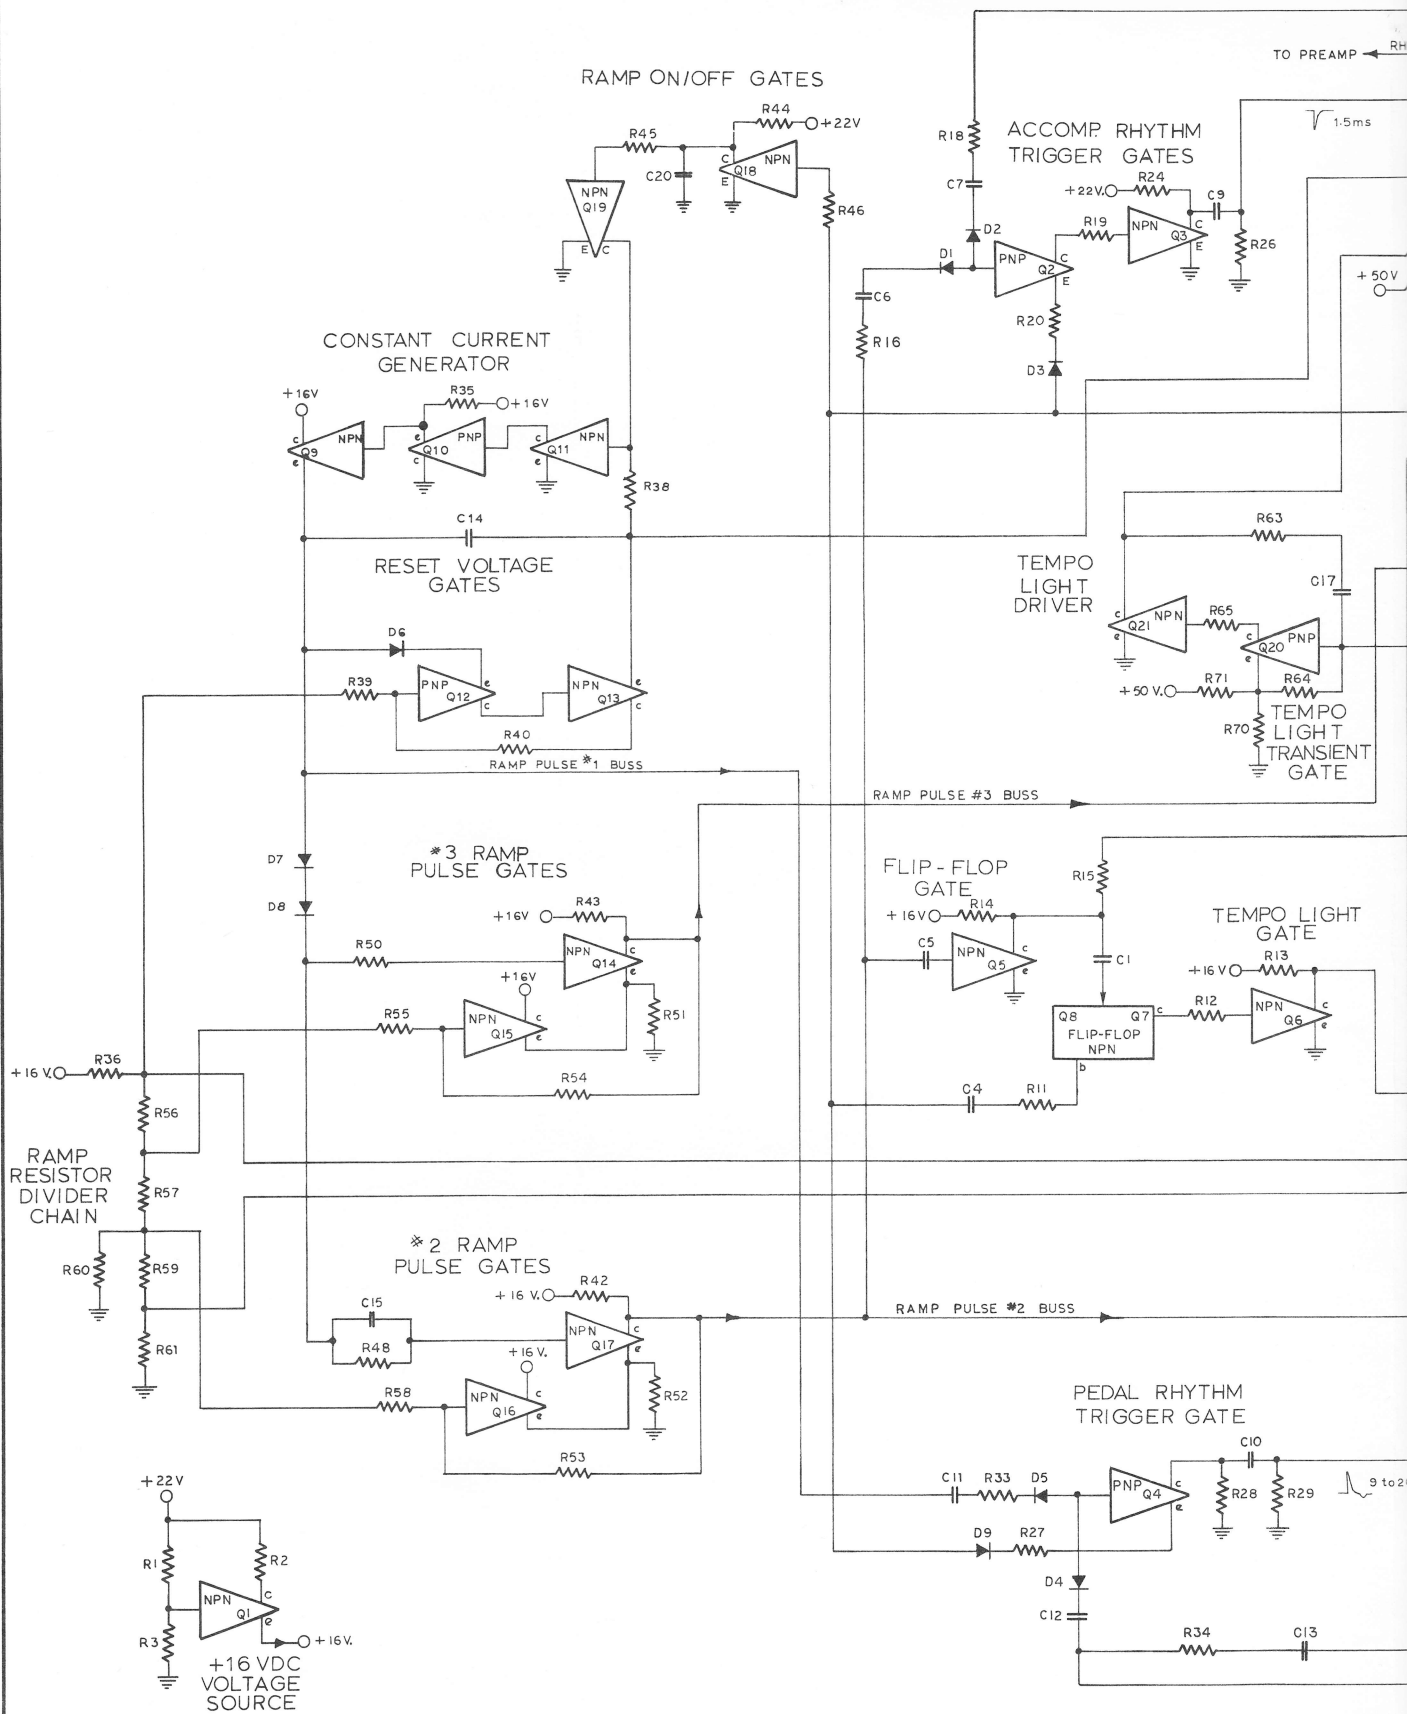 TO PREAMP RH
RAMP ON/OFF GATES
R44
+22V
R45
C
NPN
Q18
E
C20
NPN
Q19
E C
R46
R18
ACCOMP. RHYTHM
TRIGGER GATES
1.5ms
C7
R24
+22V.
C9
D2
R19
NPN
Q3
C
E
R26
D1
PNP
Q2
C
E
+50V
C6
R20
R16
D3
CONSTANT CURRENT
GENERATOR
+16V
R35
+16V
c
NPN
Q9
e
e
PNP
Q10
c
c
NPN
Q11
e
R38
C14
RESET VOLTAGE
GATES
R63
TEMPO
LIGHT
DRIVER
C17
c
Q21
NPN
e
R65
c
PNP
Q20
e
D6
R39
PNP
Q12
e
c
NPN
Q13
e
c
R40
+50 V.
R71
R64
R70
TEMPO
LIGHT
TRANSIENT
GATE
RAMP PULSE #1 BUSS
RAMP PULSE #3 BUSS
D7
D8
#3 RAMP
PULSE GATES
R43
+16V
FLIP-FLOP
GATE
R15
R14
+16V
TEMPO LIGHT
GATE
R50
NPN
Q14
c
e
C5
NPN
Q5
c
e
C1
R13
+16V
+16V
R55
NPN
Q15
c
e
R51
Q8 Q7
FLIP-FLOP
NPN
c
b
R12
NPN
Q6
c
e
R36
+16 V.
R54
C4
R11
R56
RAMP
RESISTOR
DIVIDER
CHAIN
R57
R60
R59
#2 RAMP
PULSE GATES
R42
+16 V.
RAMP PULSE #2 BUSS
C15
R48
NPN
Q17
c
e
R61
+16 V.
R58
NPN
Q16
c
e
R52
PEDAL RHYTHM
TRIGGER GATE
R53
C10
+22V
C11
R33
D5
PNP
Q4
c
e
R28
R29
9 to 2
D9
R27
R1
R2
D4
NPN
Q1
c
e
C12
R3
+16V.
R34
C13
+16 VDC
VOLTAGE
SOURCE